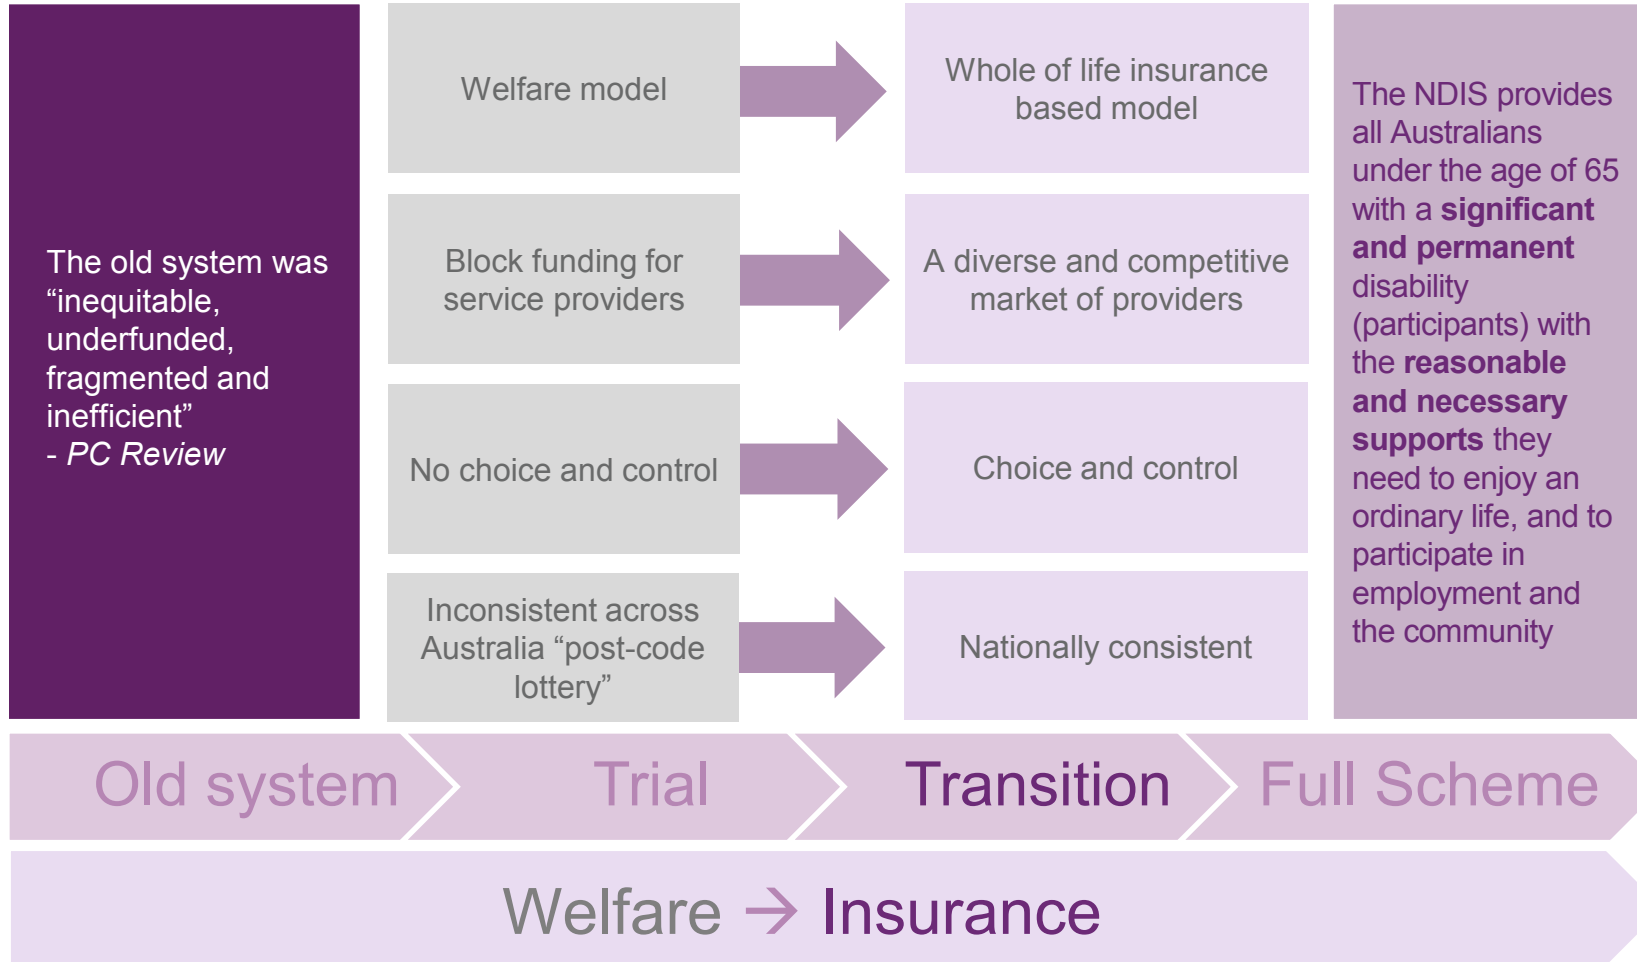 The old system was
“inequitable,
underfunded,
fragmented and
inefficient”
- PC Review
Welfare model
Whole of life insurance
based model
Block funding for
service providers
A diverse and competitive
market of providers
No choice and control
Choice and control
Inconsistent across
Australia “post-code
lottery”
Nationally consistent
The NDIS provides
all Australians
under the age of 65
with a significant
and permanent
disability
(participants) with
the reasonable
and necessary
supports they
need to enjoy an
ordinary life, and to
participate in
employment and
the community
Old system
Trial
Transition
Full Scheme
Welfare → Insurance